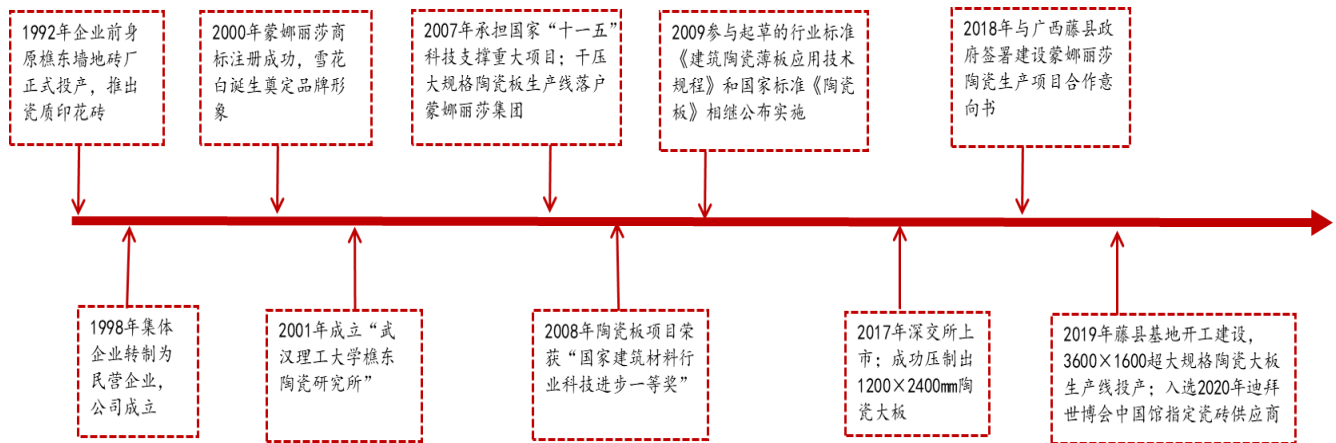 1992年企业前身
原樵东墙地砖厂
正式投产，推出
瓷质印花砖
2000年蒙娜丽莎商
标注册成功，雪花
白诞生奠定品牌形
象
2007年承担国家“十一五”
科技支撑重大项目；干压
大规格陶瓷板生产线落户
蒙娜丽莎集团
2009参与起草的行业标准
《建筑陶瓷薄板应用技术
规程》和国家标准《陶瓷
板》相继公布实施
2018年与广西藤县政
府签署建设蒙娜丽莎
陶瓷生产项目合作意
向书
1998年集体
企业转制为
民营企业，
公司成立
2001年成立“武
汉理工大学樵东
陶瓷研究所”
2008年陶瓷板项目荣
获“国家建筑材料行
业科技进步一等奖”
2017年深交所上
市；成功压制出
1200×2400mm陶
瓷大板
2019年藤县基地开工建设，
3600×1600超大规格陶瓷大板
生产线投产；入选2020年迪拜
世博会中国馆指定瓷砖供应商